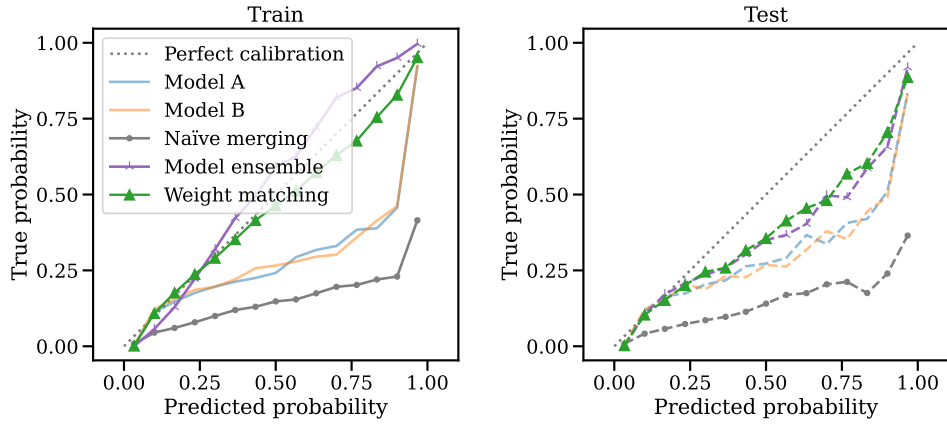 Train
True probability
1.00
0.75
0.50
0.25
0.00
Perfect calibration
Model A
Model B
Naïve merging
Model ensemble
Weight matching
0.00 0.25 0.50 0.75 1.00
Predicted probability
Test
True probability
1.00
0.75
0.50
0.25
0.00
0.00 0.25 0.50 0.75 1.00
Predicted probability